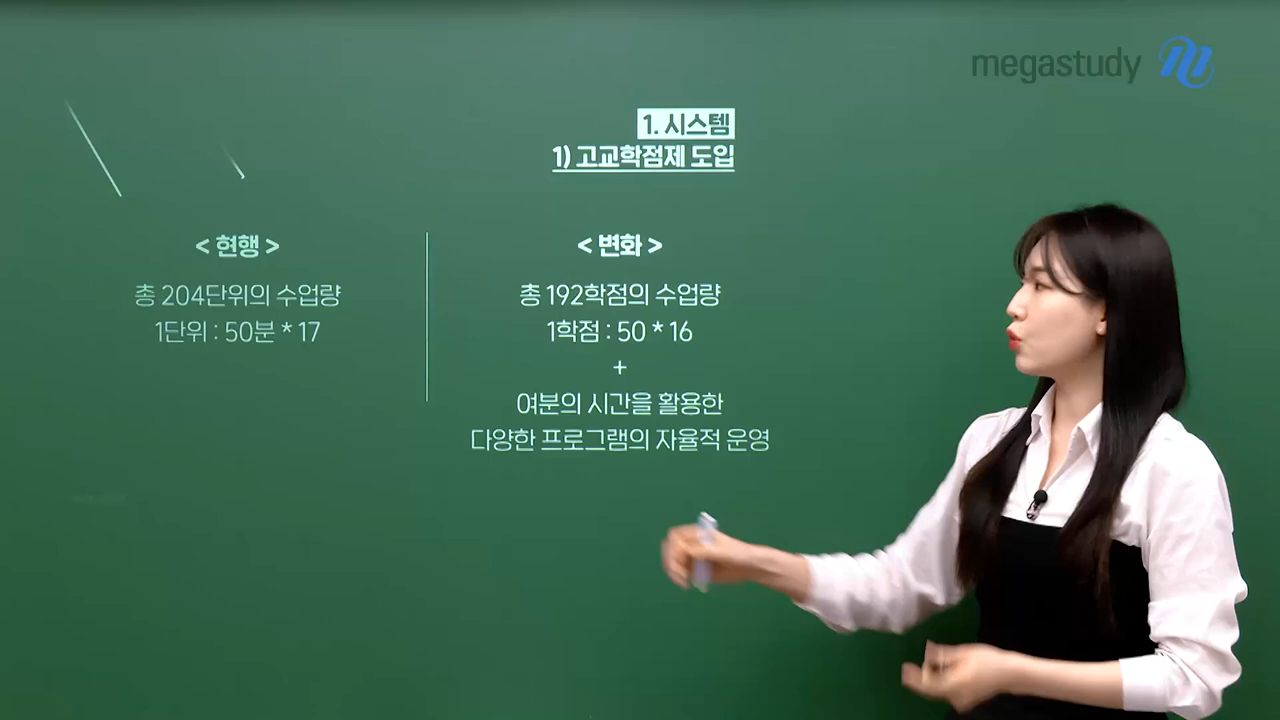 megastudy
1. 시스템
1) 고교학점제 도입
< 현행 >
총 204단위의 수업량
1단위 : 50분 * 17
< 변화 >
총 192학점의 수업량
1학점 : 50 * 16
+
여분의 시간을 활용한
다양한 프로그램의 자율적 운영